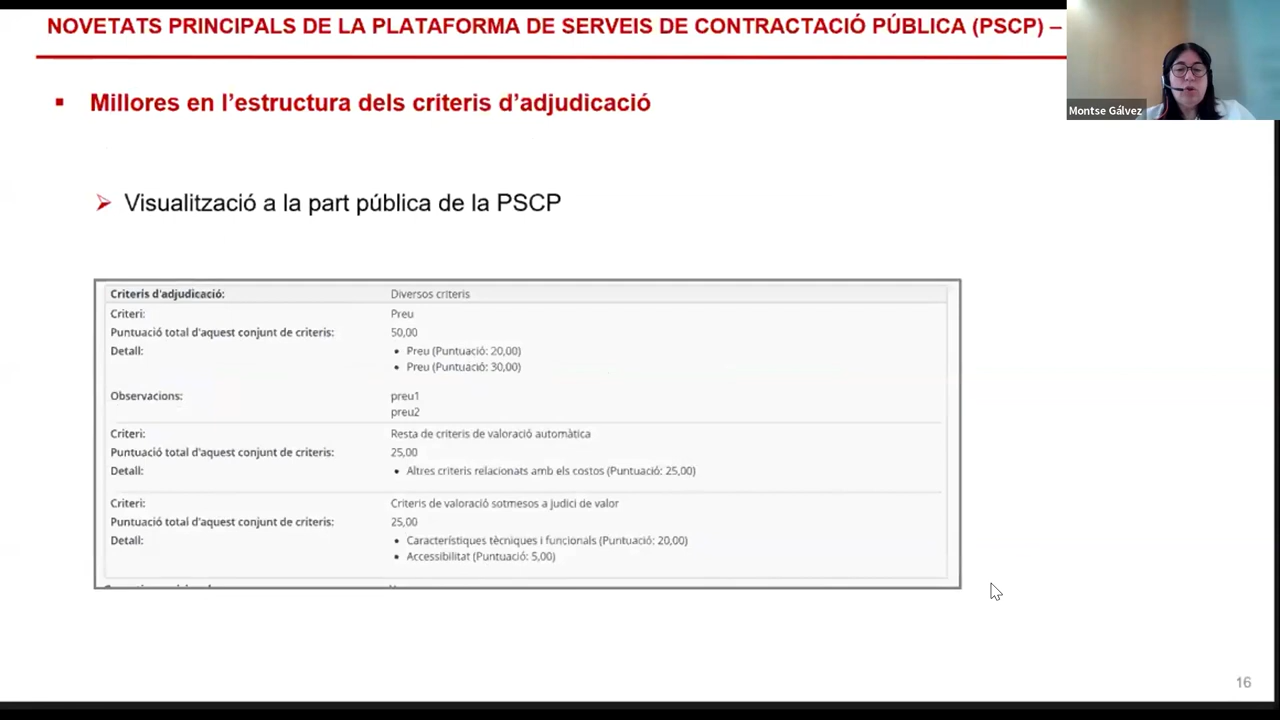 NOVETATS PRINCIPALS DE LA PLATAFORMA DE SERVEIS DE CONTRACTACIÓ PÚBLICA (PSCP) –
Montse Gálvez
Millores en l’estructura dels criteris d’adjudicació
Visualització a la part pública de la PSCP
Criteris d'adjudicació: Diversos criteris
Criteri: Preu
Puntuació total d'aquest conjunt de criteris: 50,00
Detall: • Preu (Puntuació: 20,00)
• Preu (Puntuació: 30,00)
Observacions: preu1
preu2
Criteri: Resta de criteris de valoració automàtica
Puntuació total d'aquest conjunt de criteris: 25,00
Detall: • Altres criteris relacionats amb els costos (Puntuació: 25,00)
Criteri: Criteris de valoració sotmesos a judici de valor
Puntuació total d'aquest conjunt de criteris: 25,00
Detall: • Característiques tècniques i funcionals (Puntuació: 20,00)
• Accessibilitat (Puntuació: 5,00)
16